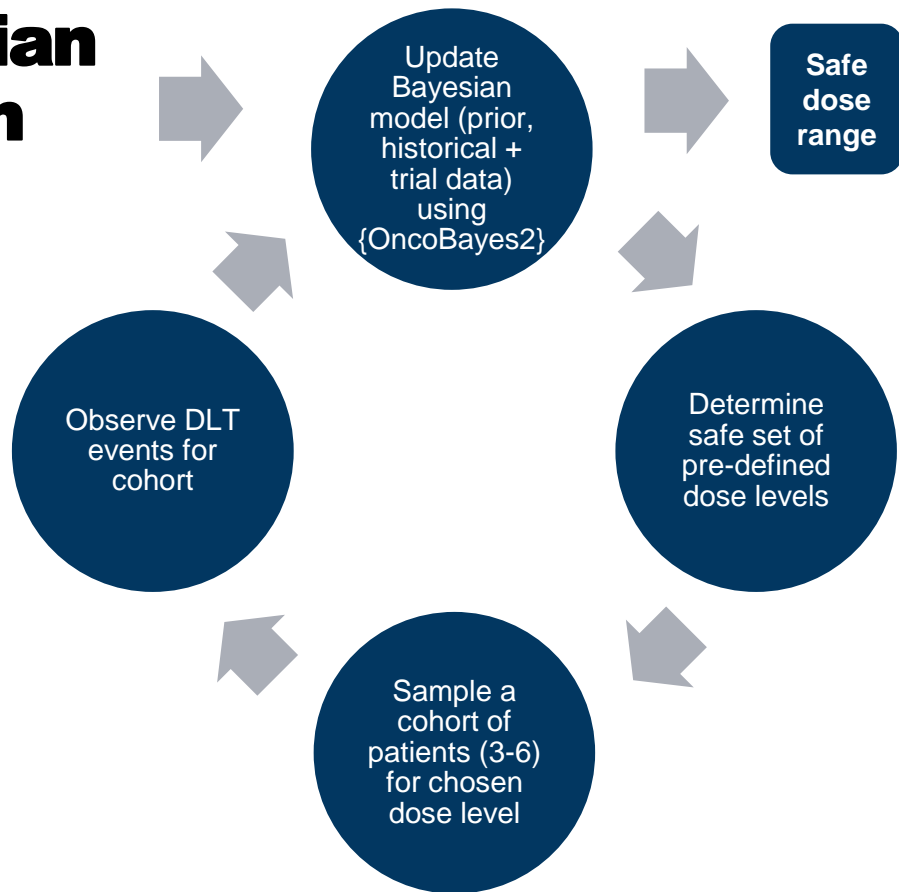 Update
Bayesian
model (prior,
historical +
trial data)
using
{OncoBayes2}
Safe
dose
range
Determine
safe set of
pre-defined
dose levels
Sample a
cohort of
patients (3-6)
for chosen
dose level
Observe DLT
events for
cohort